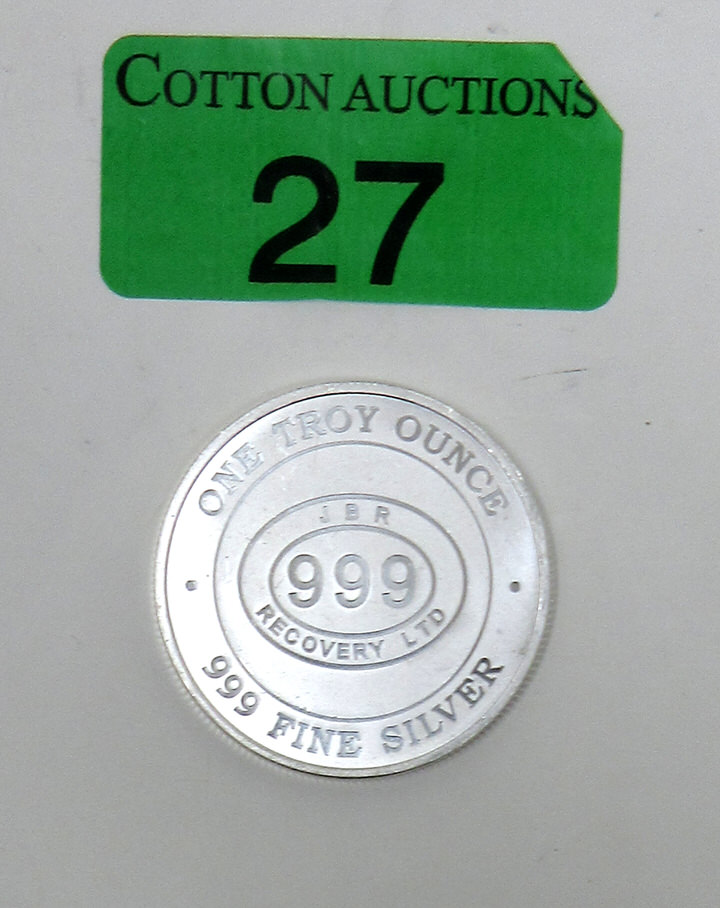 COTTON AUCTIONS
27
ONE TROY OUNCE
JBR
999
RECOVERY LTD
999 FINE SILVER